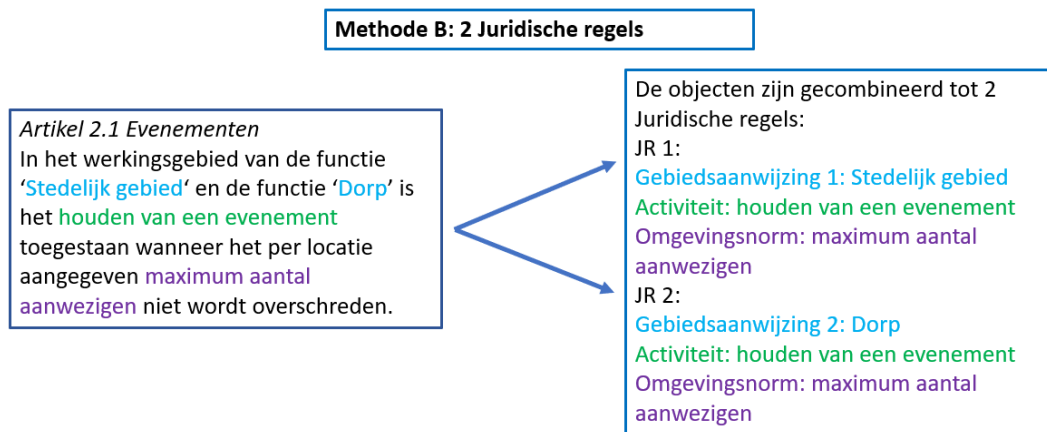 Methode B: 2 Juridische regels
Artikel 2.1 Evenementen
In het werkingsgebied van de functie
‘Stedelijk gebied‘ en de functie ‘Dorp’ is
het houden van een evenement
toegestaan wanneer het per locatie
aangegeven maximum aantal
aanwezigen niet wordt overschreden.
De objecten zijn gecombineerd tot 2
Juridische regels:
JR 1:
Gebiedsaanwijzing 1: Stedelijk gebied
Activiteit: houden van een evenement
Omgevingsnorm: maximum aantal
aanwezigen
JR 2:
Gebiedsaanwijzing 2: Dorp
Activiteit: houden van een evenement
Omgevingsnorm: maximum aantal
aanwezigen